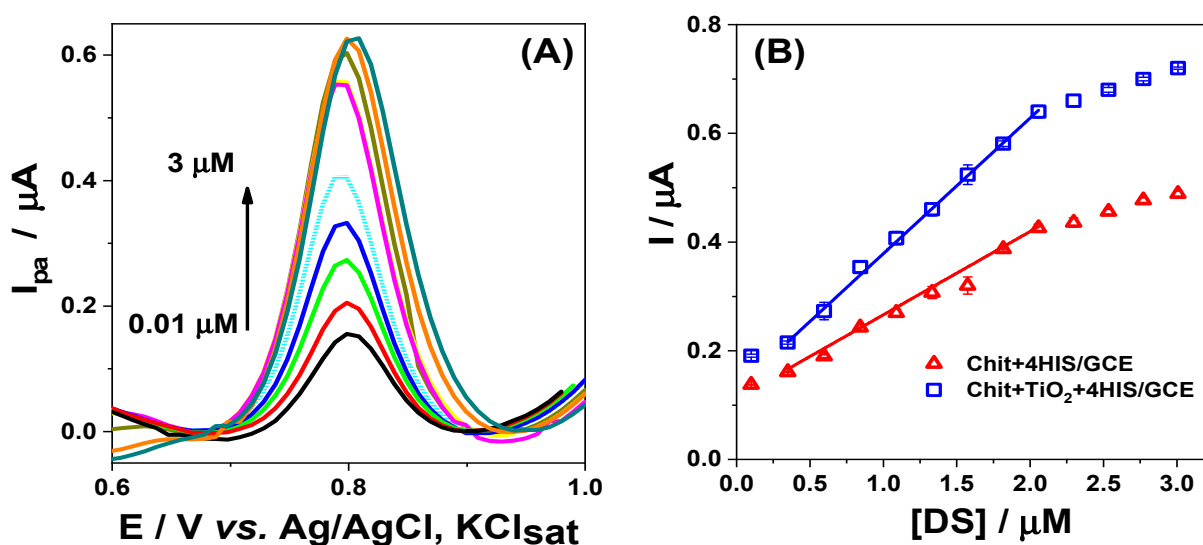 (A)
I_pa / μA
0.6
0.4
0.2
0.0
3 μM
0.01 μM
0.6 0.8 1.0
E / V vs. Ag/AgCl, KClsat
(B)
I / μA
0.8
0.6
0.4
0.2
0.0
Chit+4HIS/GCE
Chit+TiO₂+4HIS/GCE
0.0 0.5 1.0 1.5 2.0 2.5 3.0
[DS] / μM